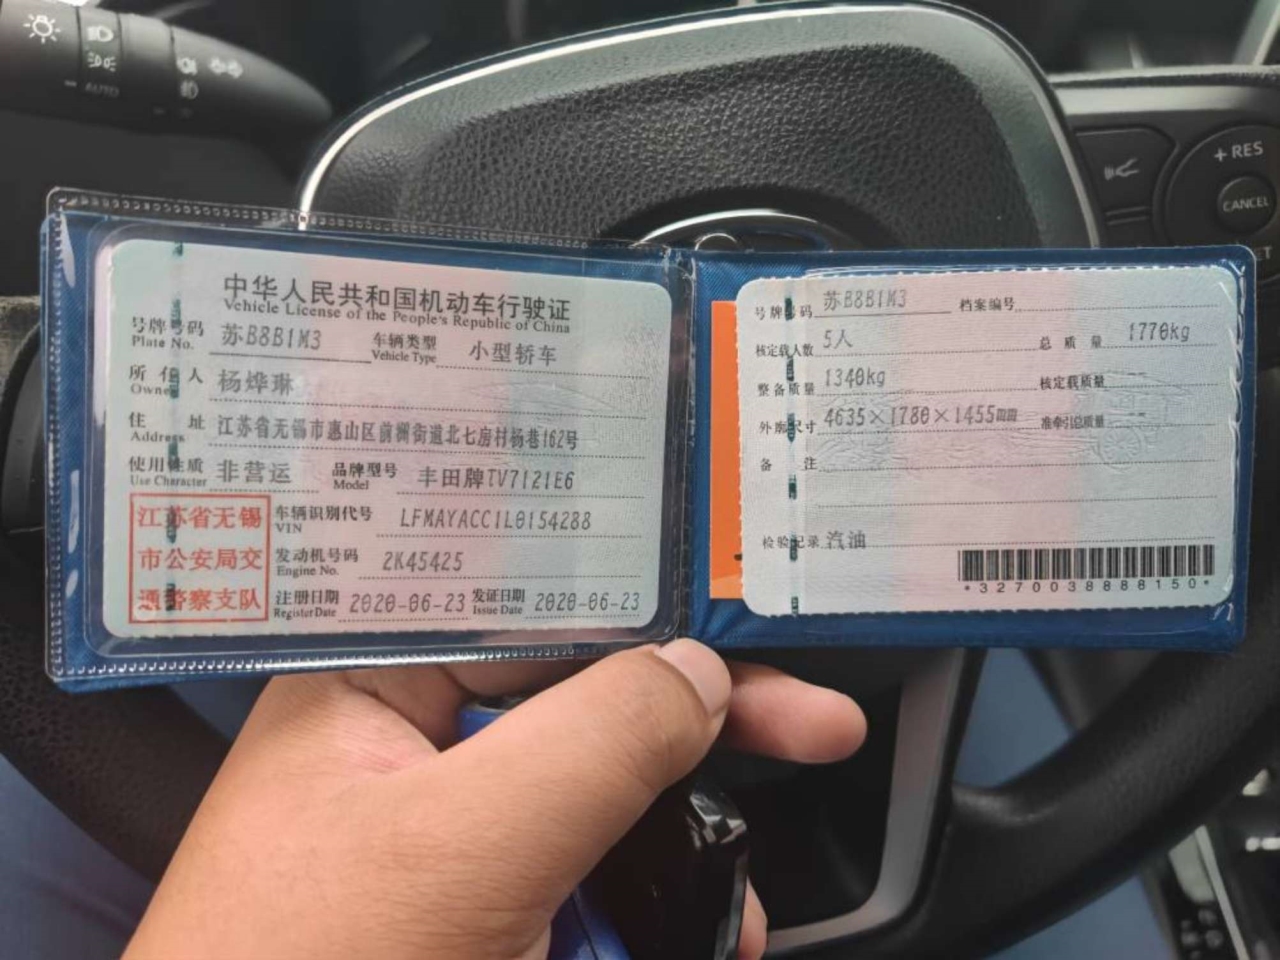 AUTO
+ RES
CANCEL
中华人民共和国机动车行驶证
Vehicle License of the People's Republic of China
号牌号码 苏B8B1M3 车辆类型 小型轿车
Plate No. Vehicle Type
所有人 杨烨琳
Owner
住址 江苏省无锡市惠山区前洲街道北七房村杨巷162号
Address
使用性质 非营运 品牌型号 丰田牌TV7121E6
Use Character Model
江苏省无锡
市公安局交
通警察支队
车辆识别代号 LFMAYACC1L0154288
VIN
发动机号码 2K45425
Engine No.
注册日期 2020-06-23 发证日期 2020-06-23
Register Date Issue Date
号牌号码 苏B8B1M3 档案编号
核定载人数 5人 总质量 1770kg
整备质量 1340kg 核定载质量 --
外廓尺寸 4635×1780×1455mm 准牵引总质量 --
备注
检验记录 汽油
*3270038888150*